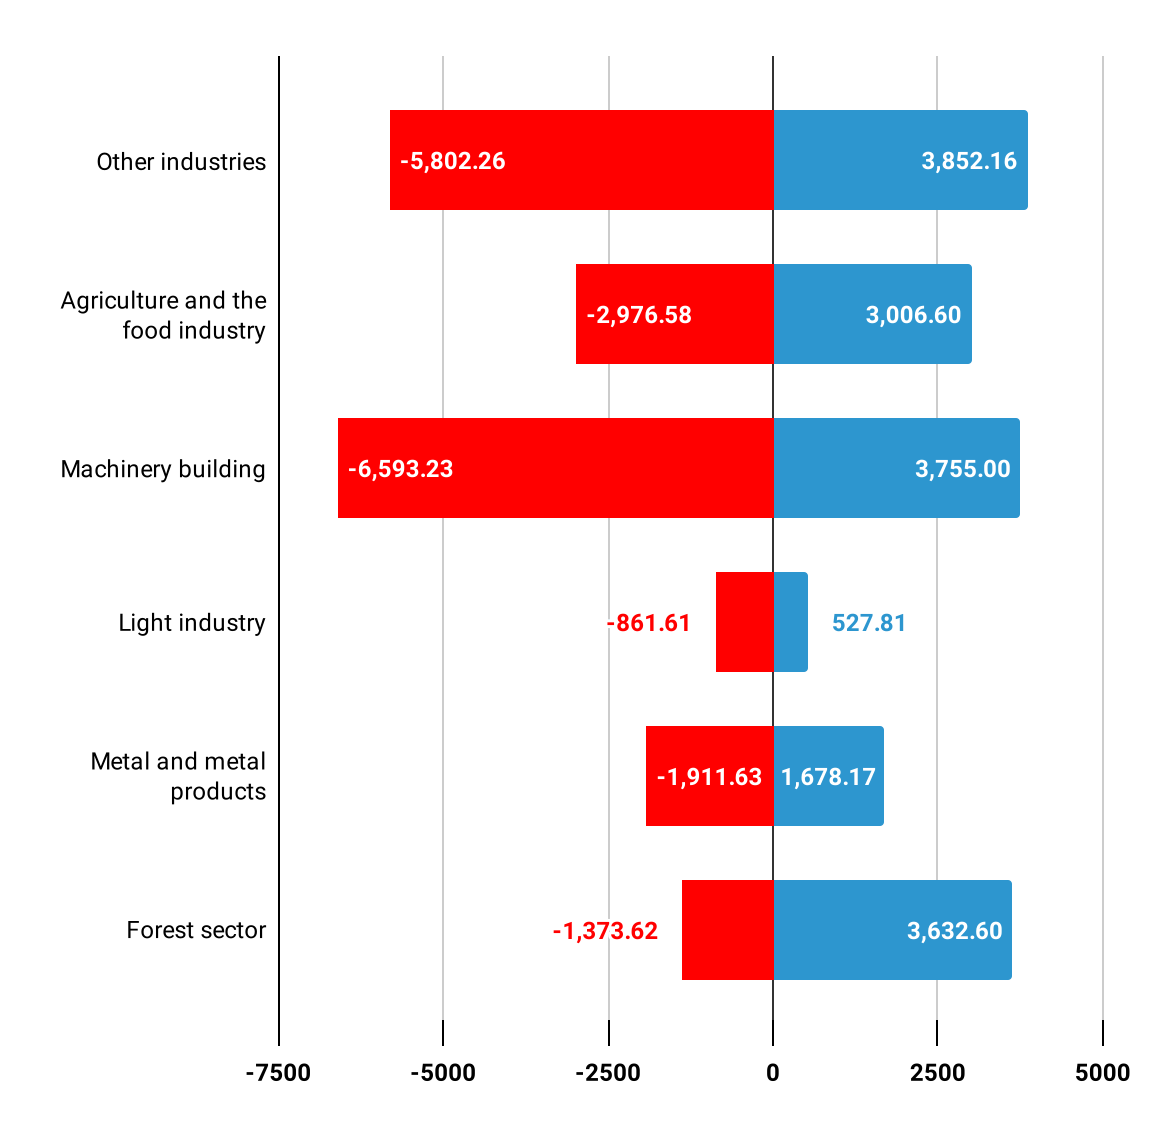 Other industries
-5,802.26
3,852.16
Agriculture and the
food industry
-2,976.58
3,006.60
Machinery building
-6,593.23
3,755.00
Light industry
-861.61
527.81
Metal and metal
products
-1,911.63
1,678.17
Forest sector
-1,373.62
3,632.60
-7500
-5000
-2500
0
2500
5000